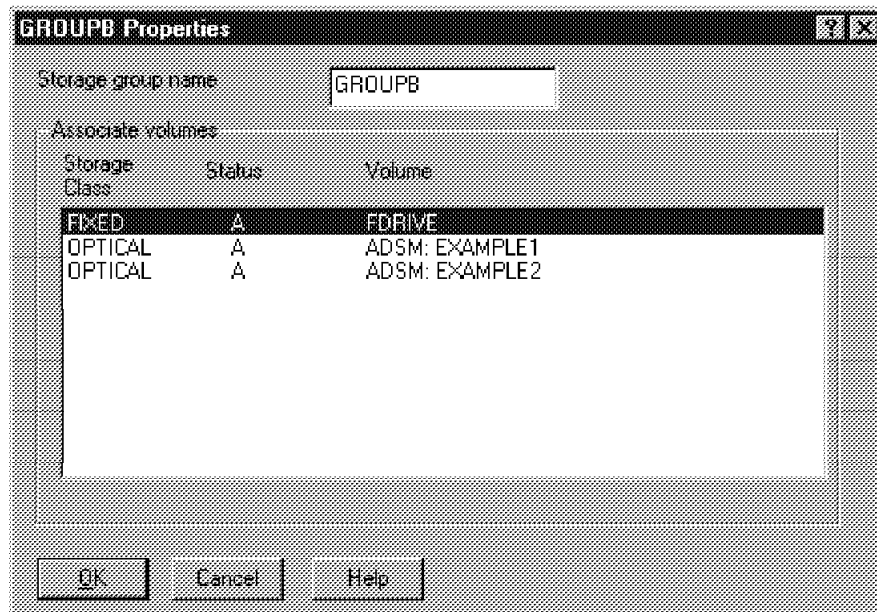 GROUPB Properties
? X
Storage group name
GROUPB
Associate volumes
Storage Class Status Volume
FIXED A FDRIVE
OPTICAL A ADSM: EXAMPLE1
OPTICAL A ADSM: EXAMPLE2
OK Cancel Help